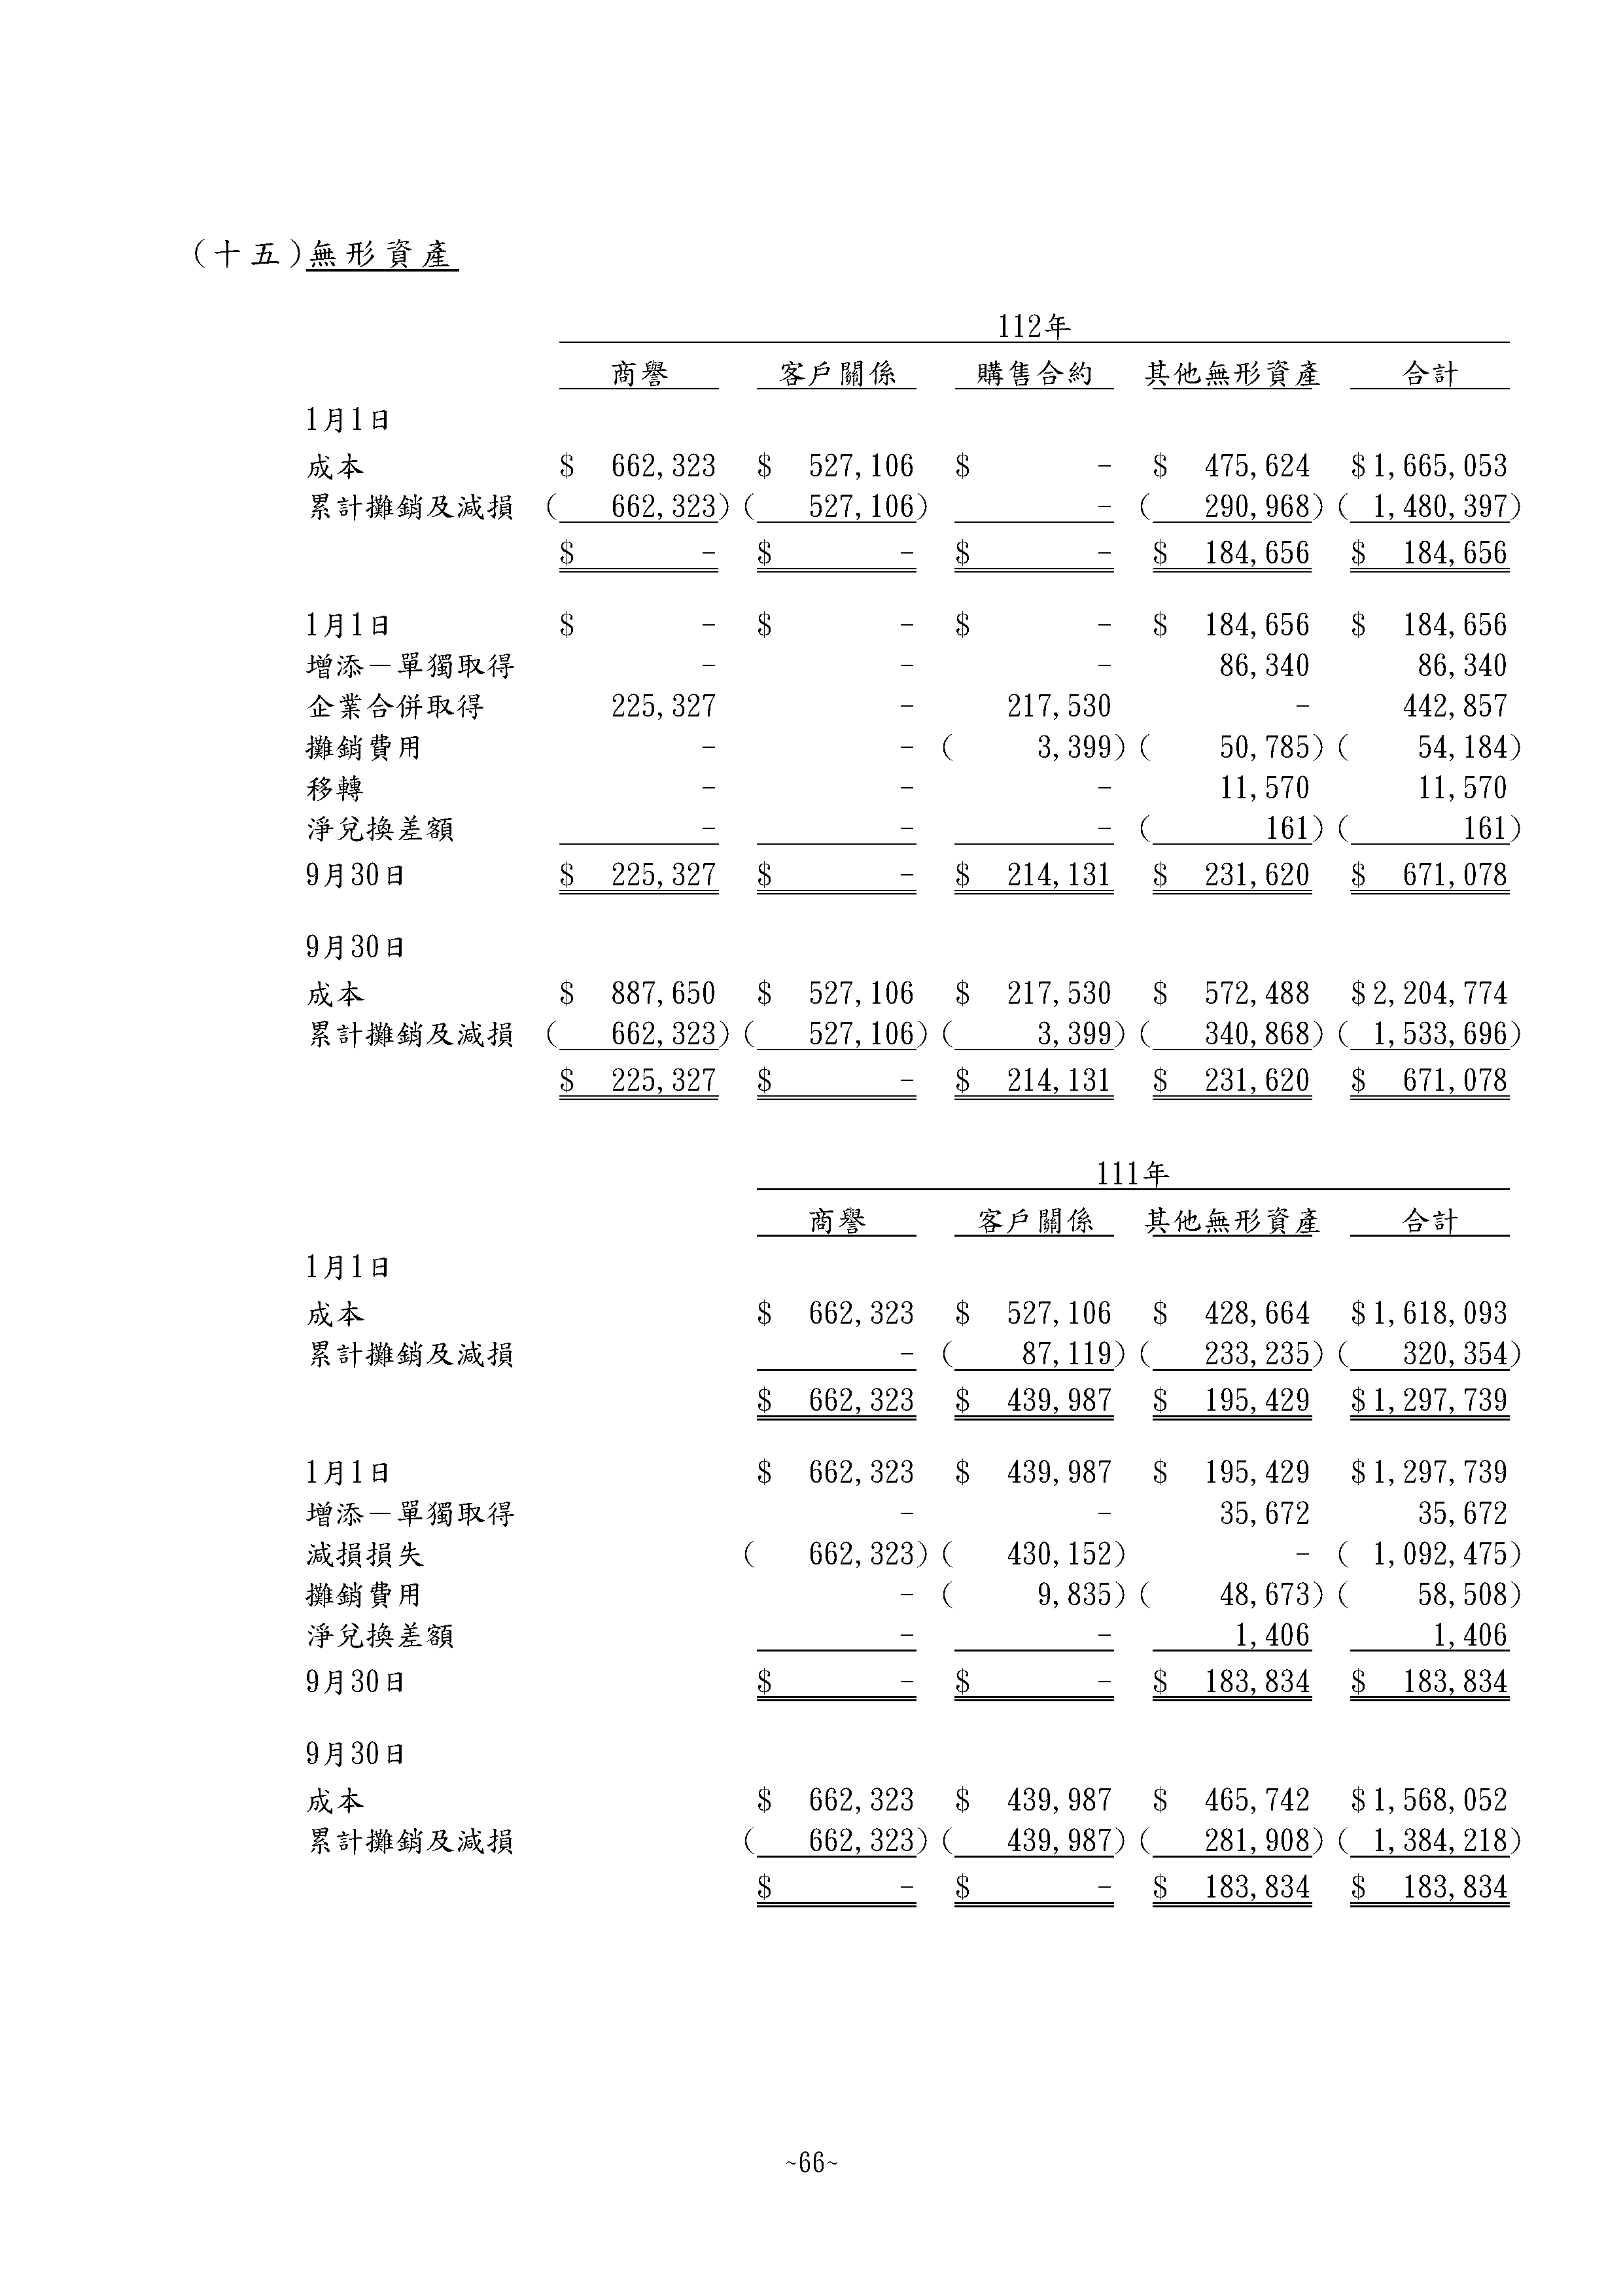 (十五)無形資產
112年
商譽 客戶關係 購售合約 其他無形資產 合計
1月1日
成本 $ 662,323 $ 527,106 $ - $ 475,624 $1,665,053
累計攤銷及減損 ( 662,323) ( 527,106) - ( 290,968) ( 1,480,397)
$ - $ - $ - $ 184,656 $ 184,656
1月1日 $ - $ - $ - $ 184,656 $ 184,656
增添－單獨取得 - - - 86,340 86,340
企業合併取得 225,327 - 217,530 - 442,857
攤銷費用 - - ( 3,399) ( 50,785) ( 54,184)
移轉 - - - 11,570 11,570
淨兌換差額 - - - ( 161) ( 161)
9月30日 $ 225,327 $ - $ 214,131 $ 231,620 $ 671,078
9月30日
成本 $ 887,650 $ 527,106 $ 217,530 $ 572,488 $2,204,774
累計攤銷及減損 ( 662,323) ( 527,106) ( 3,399) ( 340,868) ( 1,533,696)
$ 225,327 $ - $ 214,131 $ 231,620 $ 671,078
111年
商譽 客戶關係 其他無形資產 合計
1月1日
成本 $ 662,323 $ 527,106 $ 428,664 $1,618,093
累計攤銷及減損 - ( 87,119) ( 233,235) ( 320,354)
$ 662,323 $ 439,987 $ 195,429 $1,297,739
1月1日 $ 662,323 $ 439,987 $ 195,429 $1,297,739
增添－單獨取得 - - 35,672 35,672
減損損失 ( 662,323) ( 430,152) - ( 1,092,475)
攤銷費用 - ( 9,835) ( 48,673) ( 58,508)
淨兌換差額 - - 1,406 1,406
9月30日 $ - $ - $ 183,834 $ 183,834
9月30日
成本 $ 662,323 $ 439,987 $ 465,742 $1,568,052
累計攤銷及減損 ( 662,323) ( 439,987) ( 281,908) ( 1,384,218)
$ - $ - $ 183,834 $ 183,834
~66~